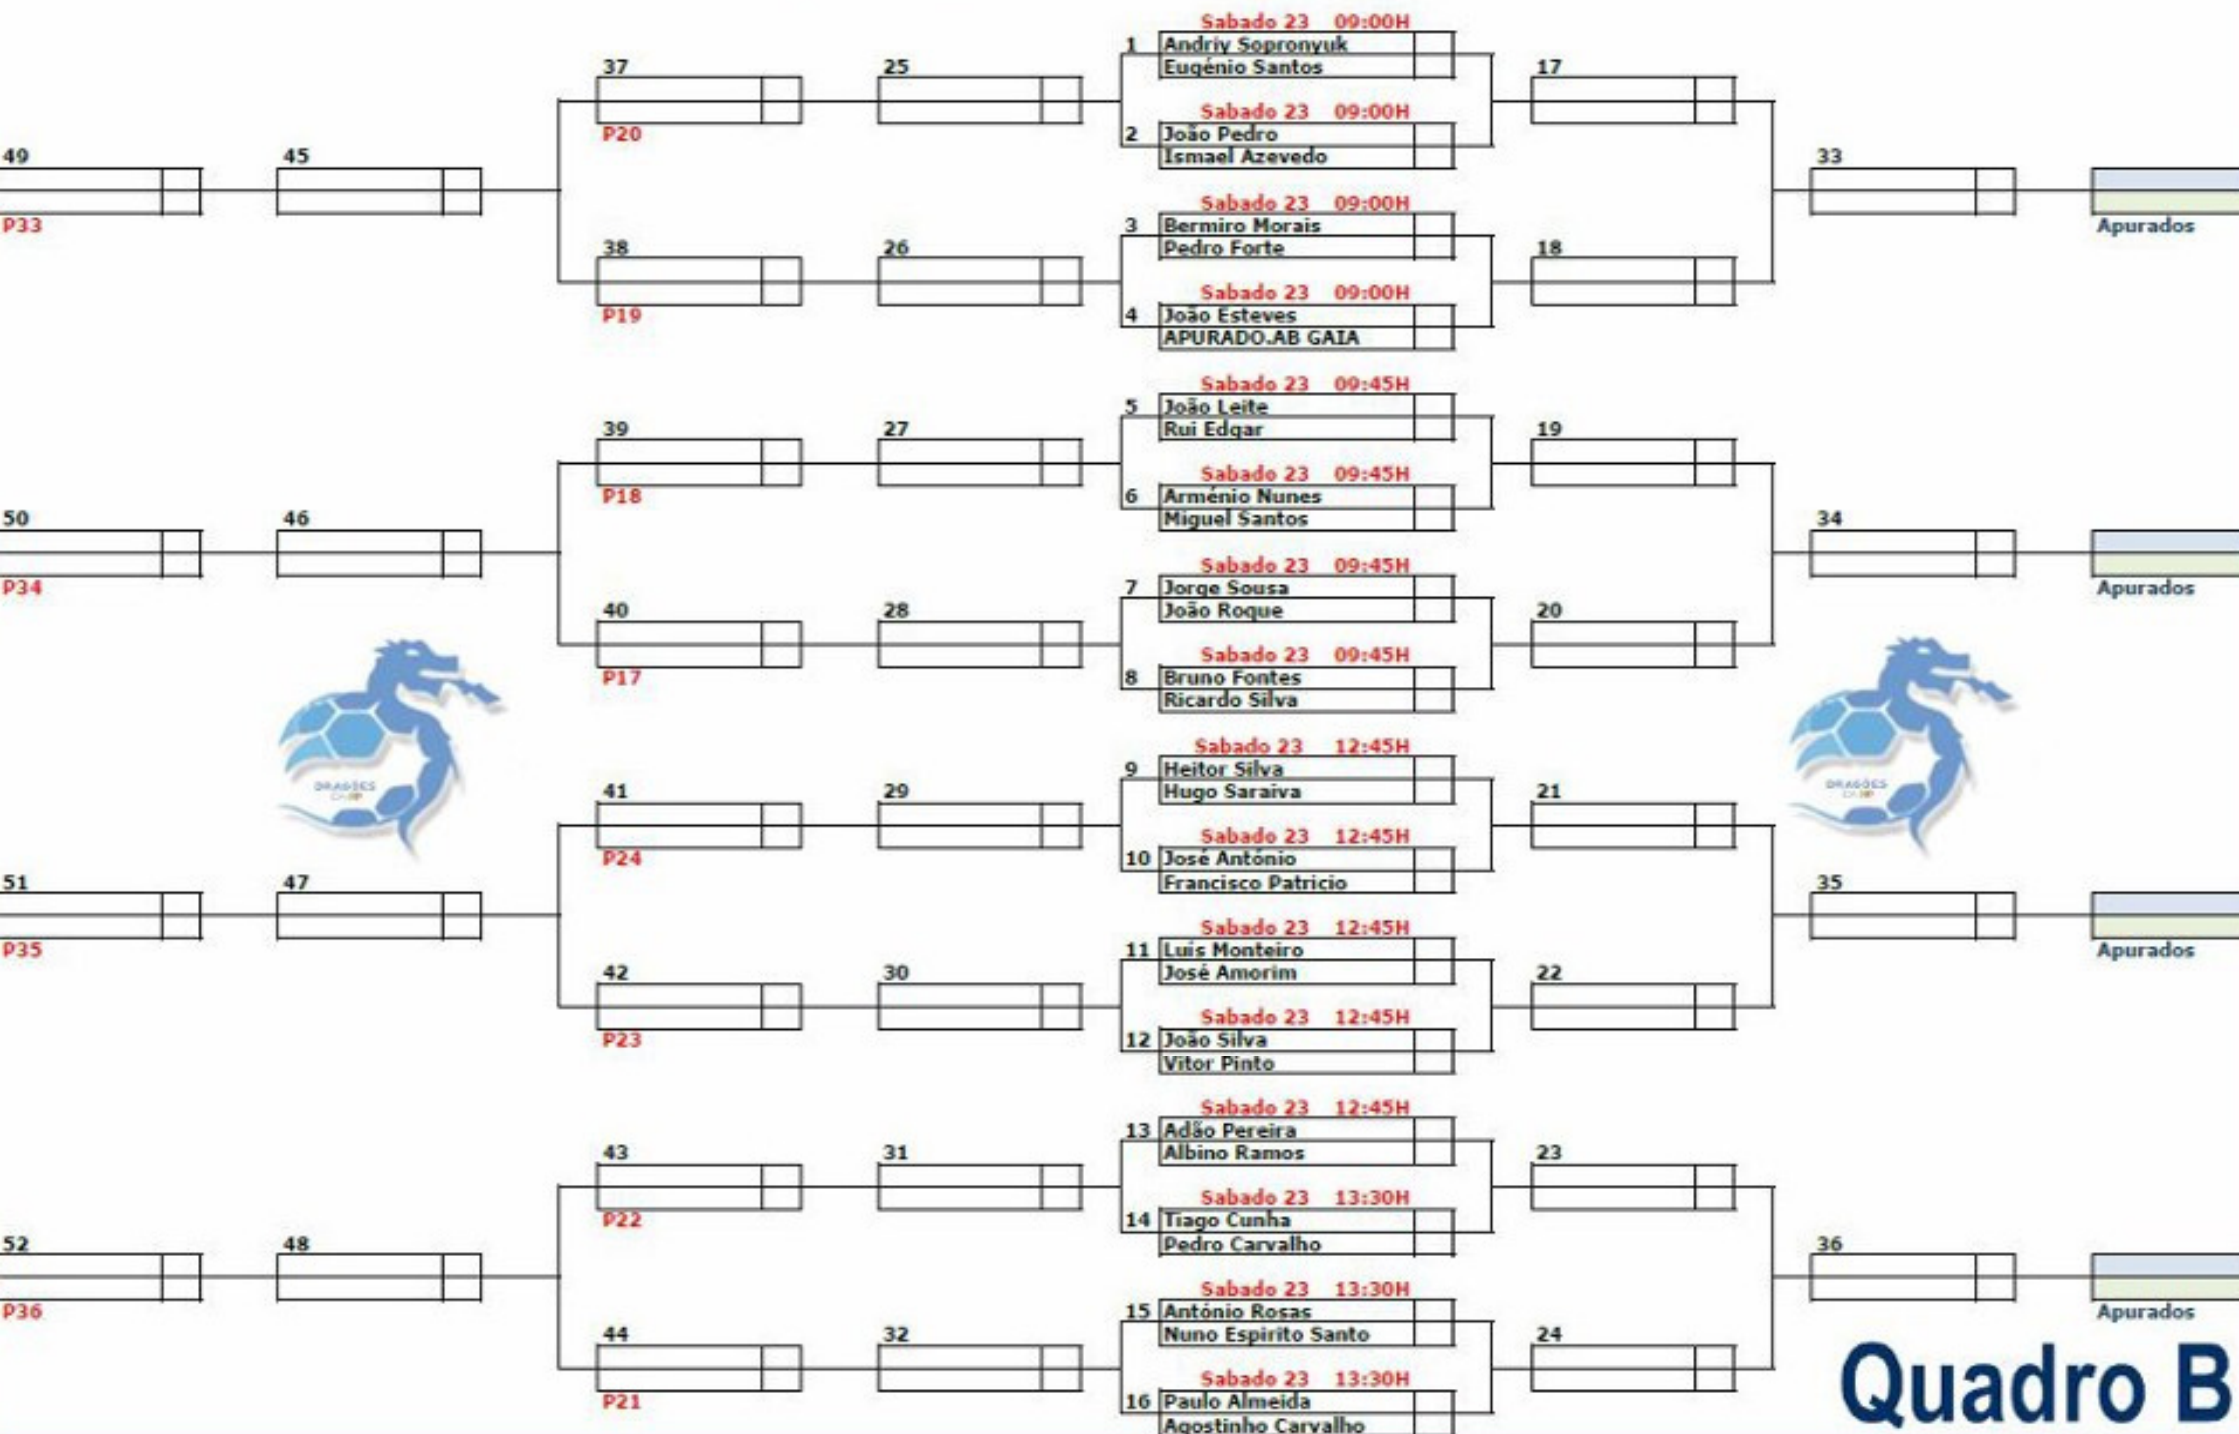 Sabado 23 09:00H
1 Andriy Sopronyuk
Eugénio Santos
37
25
17
P20
Sabado 23 09:00H
2 João Pedro
Ismael Azevedo
49
45
33
P33
Apurados
Sabado 23 09:00H
3 Bermiro Morais
Pedro Forte
38
26
18
P19
Sabado 23 09:00H
4 João Esteves
APURADO.AB GAIA
Sabado 23 09:45H
5 João Leite
Rui Edgar
39
27
19
P18
Sabado 23 09:45H
6 Arménio Nunes
Miguel Santos
50
46
34
P34
Apurados
Sabado 23 09:45H
7 Jorge Sousa
João Roque
40
28
20
P17
Sabado 23 09:45H
8 Bruno Fontes
Ricardo Silva
DRAGÕES
DRAGÕES
Sabado 23 12:45H
9 Heitor Silva
Hugo Saraiva
41
29
21
P24
Sabado 23 12:45H
10 José António
Francisco Patricio
51
47
35
P35
Apurados
Sabado 23 12:45H
11 Luís Monteiro
José Amorim
42
30
22
P23
Sabado 23 12:45H
12 João Silva
Vitor Pinto
Sabado 23 12:45H
13 Adão Pereira
Albino Ramos
43
31
23
P22
Sabado 23 13:30H
14 Tiago Cunha
Pedro Carvalho
52
48
36
P36
Apurados
Sabado 23 13:30H
15 António Rosas
Nuno Espirito Santo
44
32
24
P21
Sabado 23 13:30H
16 Paulo Almeida
Agostinho Carvalho
Quadro B